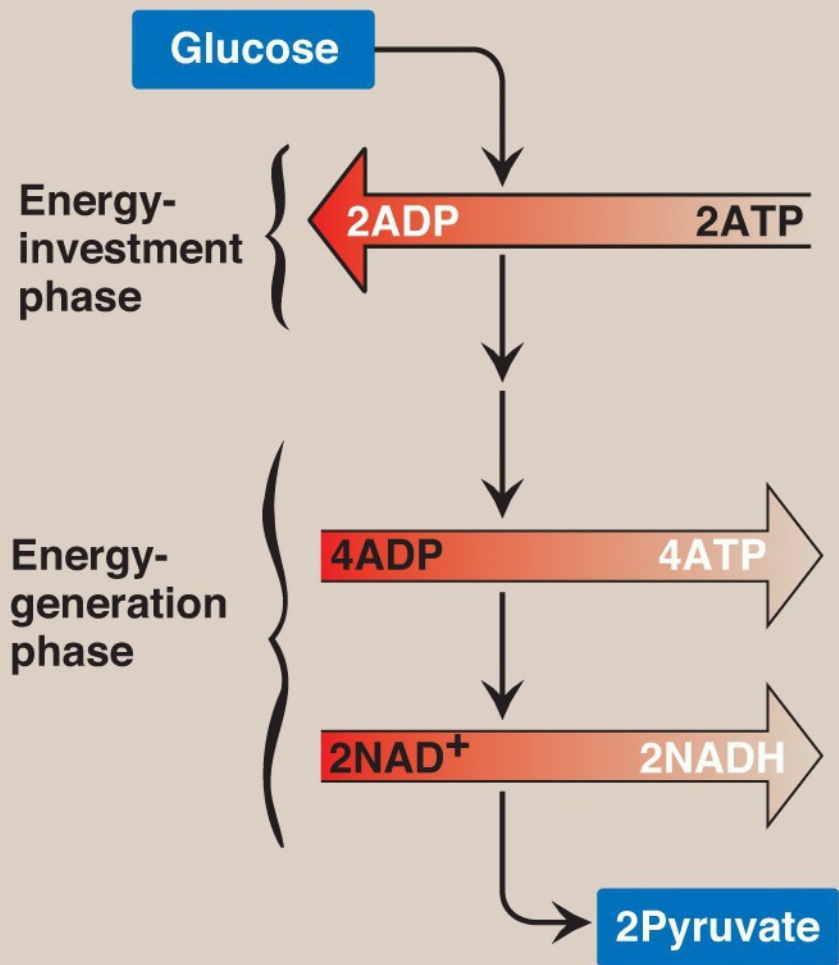 Glucose
Energy-
investment
phase
2ADP 2ATP
Energy-
generation
phase
4ADP 4ATP
2NAD⁺ 2NADH
2Pyruvate